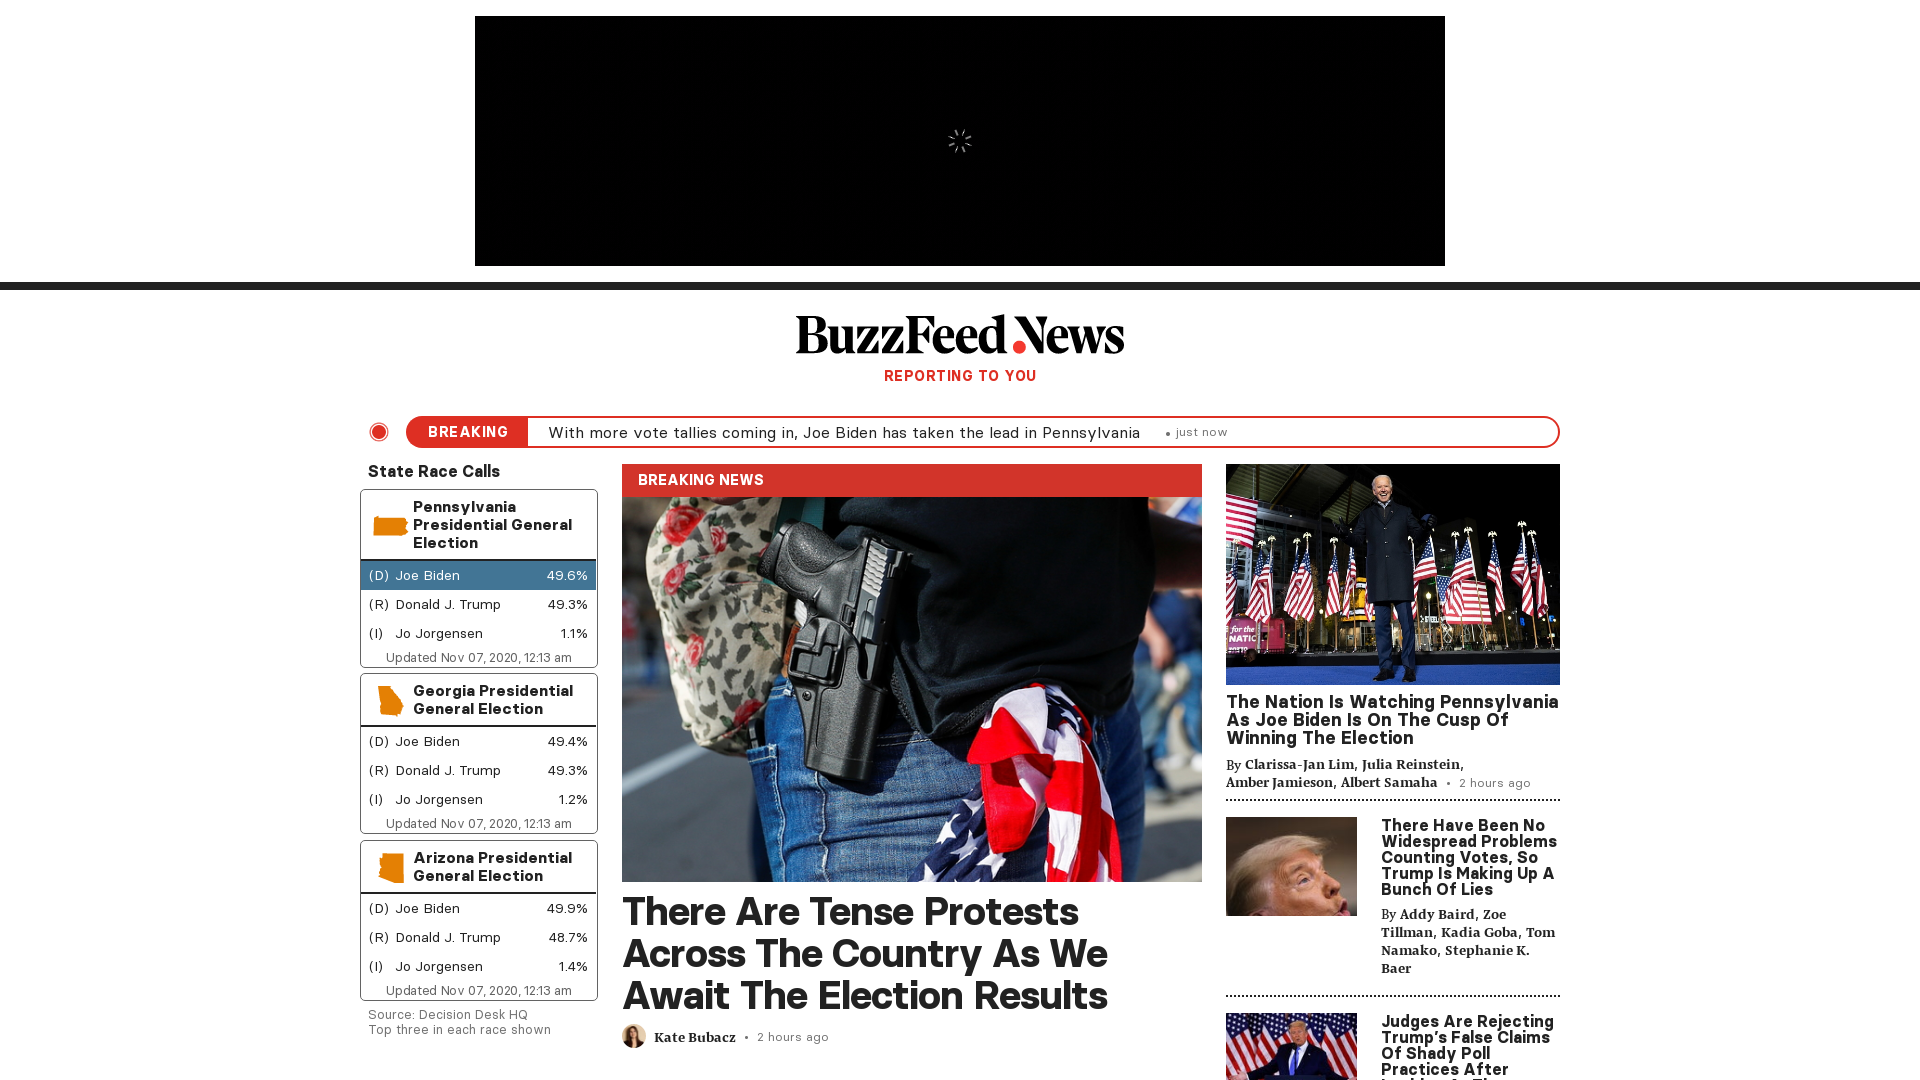 BuzzFeed News
REPORTING TO YOU
BREAKING
With more vote tallies coming in, Joe Biden has taken the lead in Pennsylvania • just now
State Race Calls
Pennsylvania
Presidential General
Election
(D) Joe Biden 49.6%
(R) Donald J. Trump 49.3%
(I) Jo Jorgensen 1.1%
Updated Nov 07, 2020, 12:13 am
Georgia Presidential
General Election
(D) Joe Biden 49.4%
(R) Donald J. Trump 49.3%
(I) Jo Jorgensen 1.2%
Updated Nov 07, 2020, 12:13 am
Arizona Presidential
General Election
(D) Joe Biden 49.9%
(R) Donald J. Trump 48.7%
(I) Jo Jorgensen 1.4%
Updated Nov 07, 2020, 12:13 am
Source: Decision Desk HQ
Top three in each race shown
BREAKING NEWS
There Are Tense Protests
Across The Country As We
Await The Election Results
Kate Bubacz • 2 hours ago
for the
NATIO
The Nation Is Watching Pennsylvania
As Joe Biden Is On The Cusp Of
Winning The Election
By Clarissa-Jan Lim, Julia Reinstein,
Amber Jamieson, Albert Samaha • 2 hours ago
There Have Been No
Widespread Problems
Counting Votes, So
Trump Is Making Up A
Bunch Of Lies
By Addy Baird, Zoe
Tillman, Kadia Goba, Tom
Namako, Stephanie K.
Baer
Judges Are Rejecting
Trump's False Claims
Of Shady Poll
Practices After